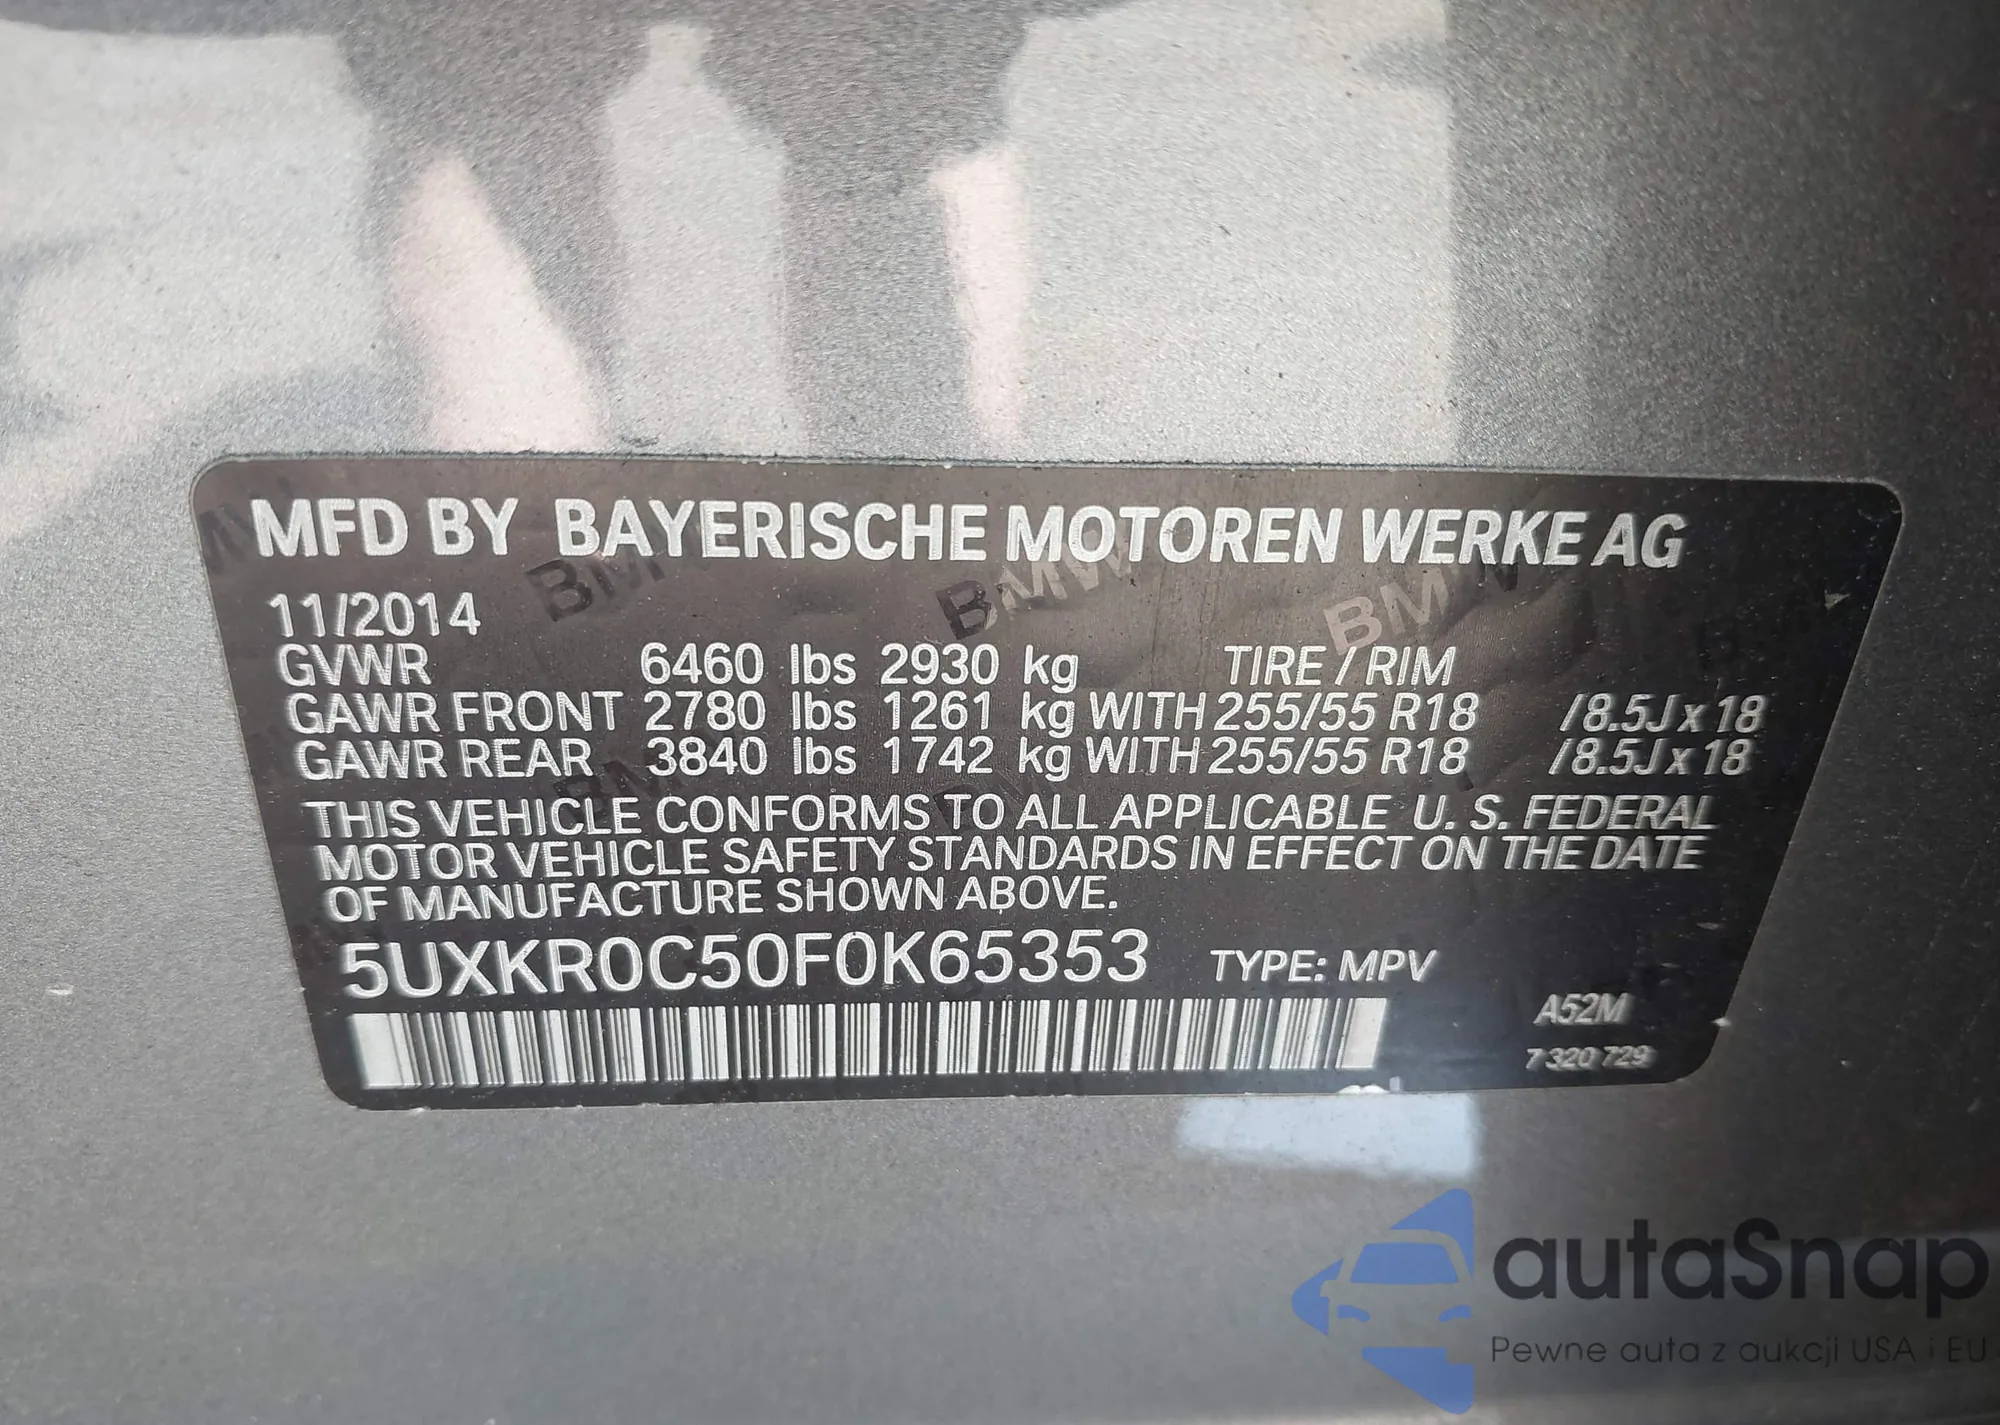 MFD BY BAYERISCHE MOTOREN WERKE AG
11/2014
GVWR 6460 lbs 2930 kg TIRE / RIM
GAWR FRONT 2780 lbs 1261 kg WITH 255/55 R18 /8.5J x 18
GAWR REAR 3840 lbs 1742 kg WITH 255/55 R18 /8.5J x 18
THIS VEHICLE CONFORMS TO ALL APPLICABLE U. S. FEDERAL
MOTOR VEHICLE SAFETY STANDARDS IN EFFECT ON THE DATE
OF MANUFACTURE SHOWN ABOVE.
5UXKR0C50F0K65353 TYPE: MPV
A52M
7 320 729
BMW BMW BMW
autaSnap
Pewne auta z aukcji USA i EU